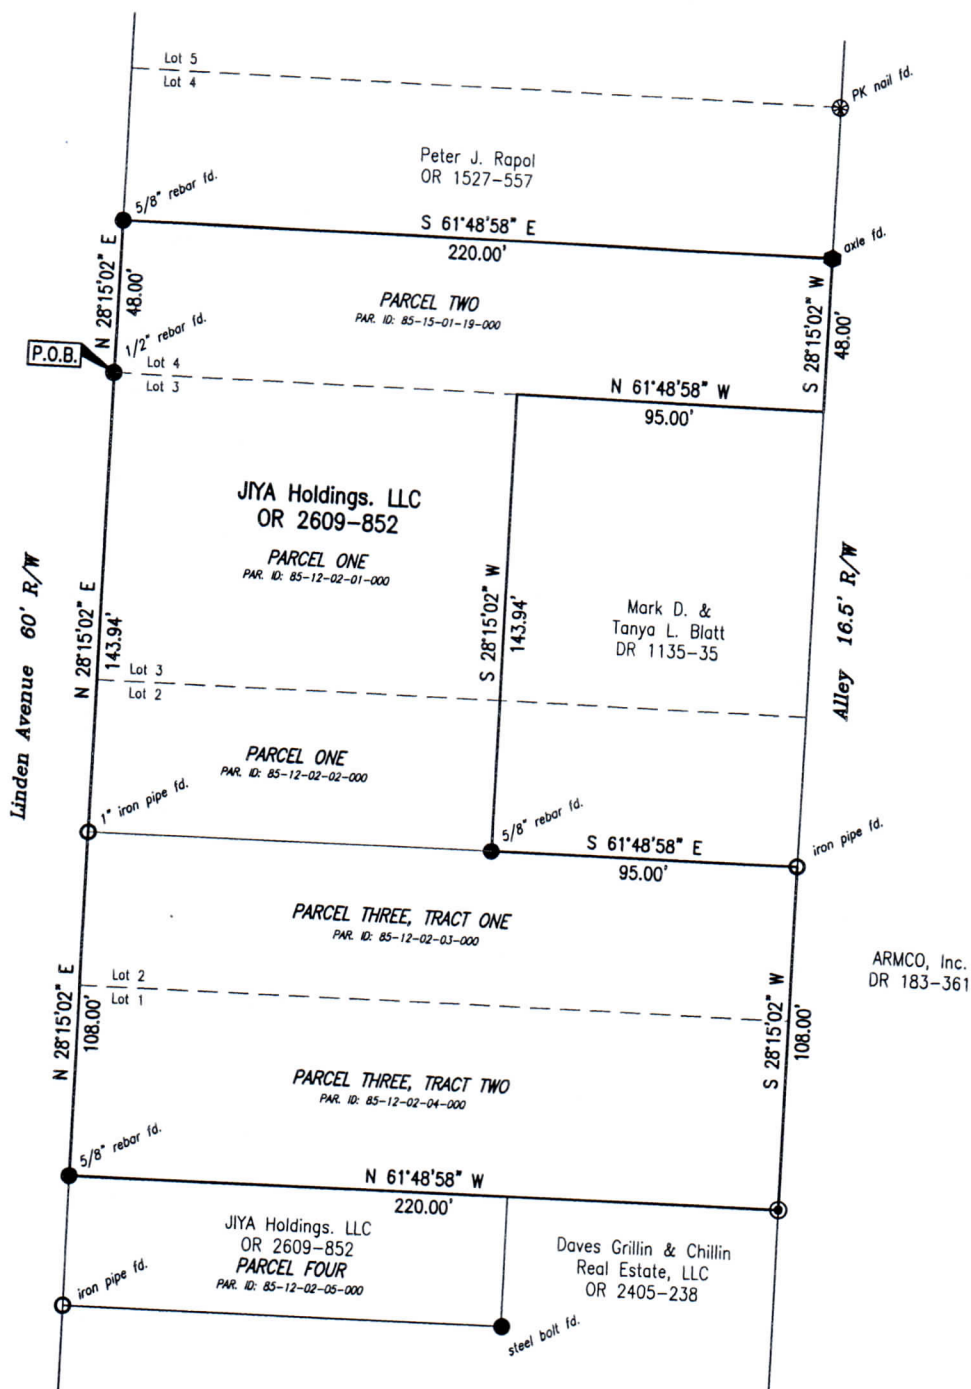 Lot 5
Lot 4
PK nail fd.
Peter J. Rapol
OR 1527-557
5/8" rebar fd.
S 61°48'58" E
220.00'
axle fd.
N 28°15'02" E
48.00'
PARCEL TWO
PAR. ID: 85-15-01-19-000
S 28°15'02" W
48.00'
1/2" rebar fd.
P.O.B.
Lot 4
Lot 3
N 61°48'58" W
95.00'
JIYA Holdings. LLC
OR 2609-852
PARCEL ONE
PAR. ID: 85-12-02-01-000
Linden Avenue 60' R/W
N 28°15'02" E
143.94'
S 28°15'02" W
143.94'
Mark D. &
Tanya L. Blatt
DR 1135-35
Alley 16.5' R/W
Lot 3
Lot 2
PARCEL ONE
PAR. ID: 85-12-02-02-000
1" iron pipe fd.
5/8" rebar fd.
S 61°48'58" E
95.00'
iron pipe fd.
PARCEL THREE, TRACT ONE
PAR. ID: 85-12-02-03-000
ARMCO, Inc.
DR 183-361
N 28°15'02" E
108.00'
Lot 2
Lot 1
S 28°15'02" W
108.00'
PARCEL THREE, TRACT TWO
PAR. ID: 85-12-02-04-000
5/8" rebar fd.
N 61°48'58" W
220.00'
JIYA Holdings. LLC
OR 2609-852
PARCEL FOUR
PAR. ID: 85-12-02-05-000
Daves Grillin & Chillin
Real Estate, LLC
OR 2405-238
iron pipe fd.
steel bolt fd.